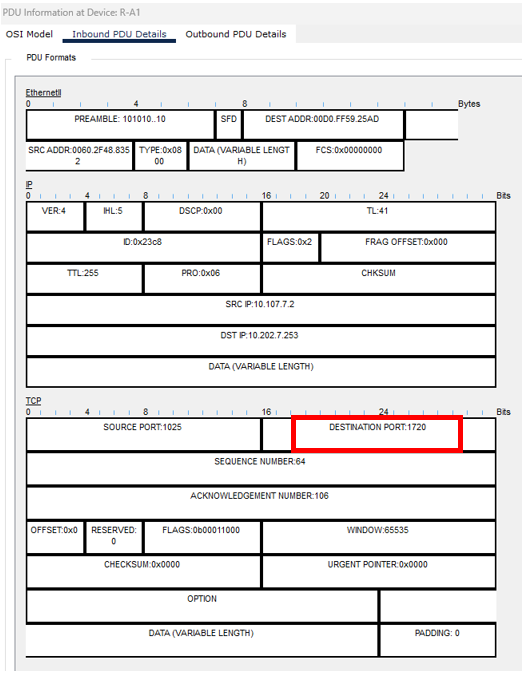 PDU Information at Device: R-A1
OSI Model Inbound PDU Details Outbound PDU Details
PDU Formats
EthernetII
0 4 8 Bytes
PREAMBLE: 101010..10 SFD DEST ADDR:00D0.FF59.25AD
SRC ADDR:0060.2F48.835 TYPE:0x08 DATA (VARIABLE LENGT FCS:0x00000000
2 00 H)
IP
0 4 8 16 20 24 Bits
VER:4 IHL:5 DSCP:0x00 TL:41
ID:0x23c8 FLAGS:0x2 FRAG OFFSET:0x000
TTL:255 PRO:0x06 CHKSUM
SRC IP:10.107.7.2
DST IP:10.202.7.253
DATA (VARIABLE LENGTH)
TCP
0 4 8 16 24 Bits
SOURCE PORT:1025 DESTINATION PORT:1720
SEQUENCE NUMBER:64
ACKNOWLEDGEMENT NUMBER:106
OFFSET:0x0 RESERVED: FLAGS:0b00011000 WINDOW:65535
0
CHECKSUM:0x0000 URGENT POINTER:0x0000
OPTION
DATA (VARIABLE LENGTH) PADDING: 0